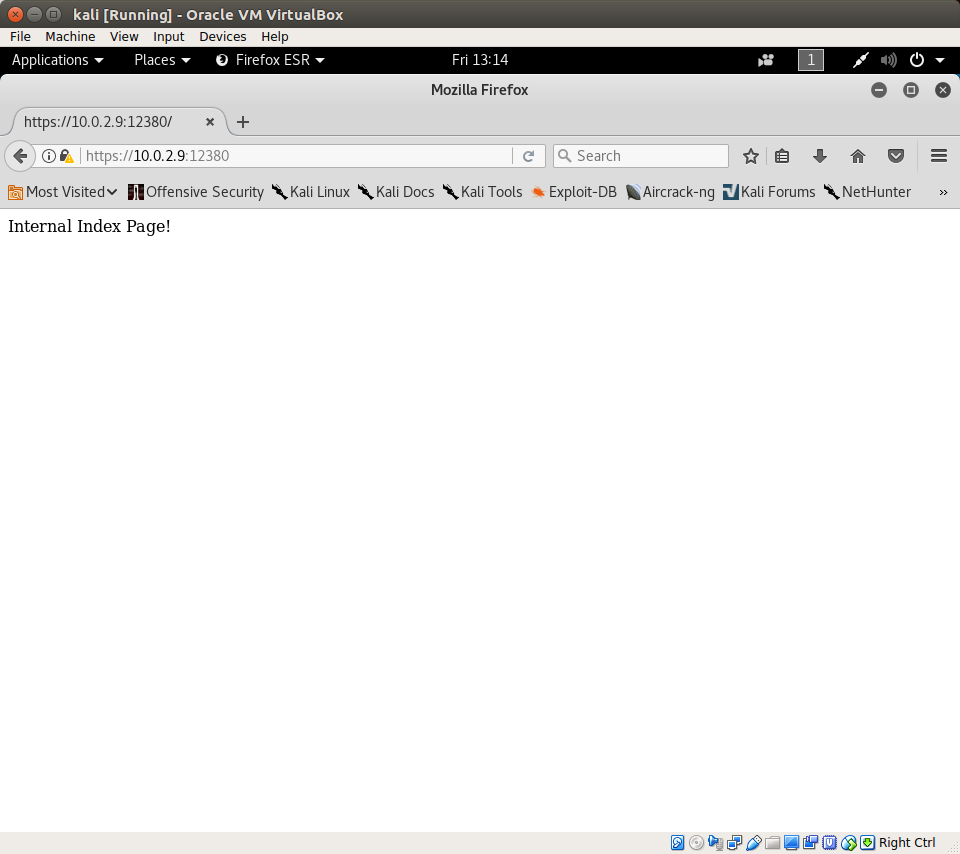 kali [Running] - Oracle VM VirtualBox
File Machine View Input Devices Help
Applications Places Firefox ESR Fri 13:14 1
Mozilla Firefox
https://10.0.2.9:12380/
https://10.0.2.9:12380 Search
Most Visited Offensive Security Kali Linux Kali Docs Kali Tools Exploit-DB Aircrack-ng Kali Forums NetHunter »
Internal Index Page!
Right Ctrl